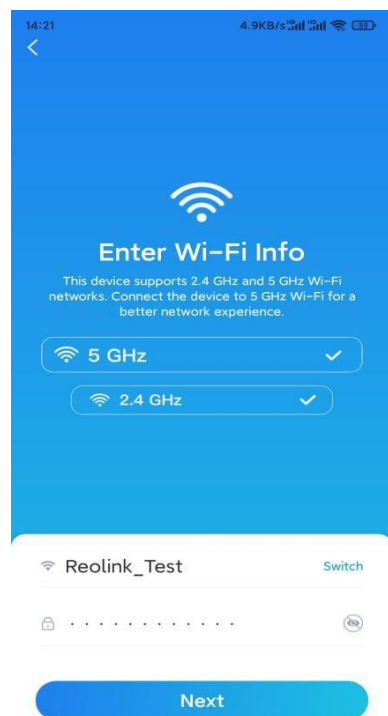 14:21
4.9KB/s
39
Enter Wi-Fi Info
This device supports 2.4 GHz and 5 GHz Wi-Fi
networks. Connect the device to 5 GHz Wi-Fi for a
better network experience.
5 GHz
2.4 GHz
Reolink_Test
Switch
Next